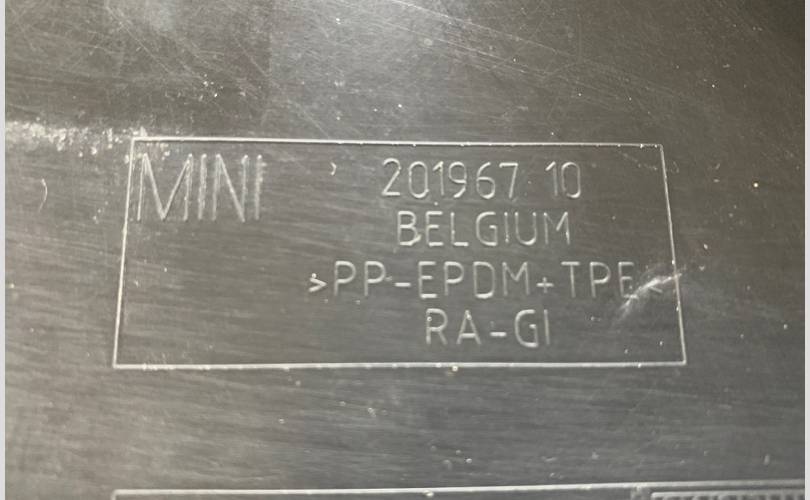 MINI 201967 10
BELGIUM
>PP-EPDM+TPE<
RA-GI